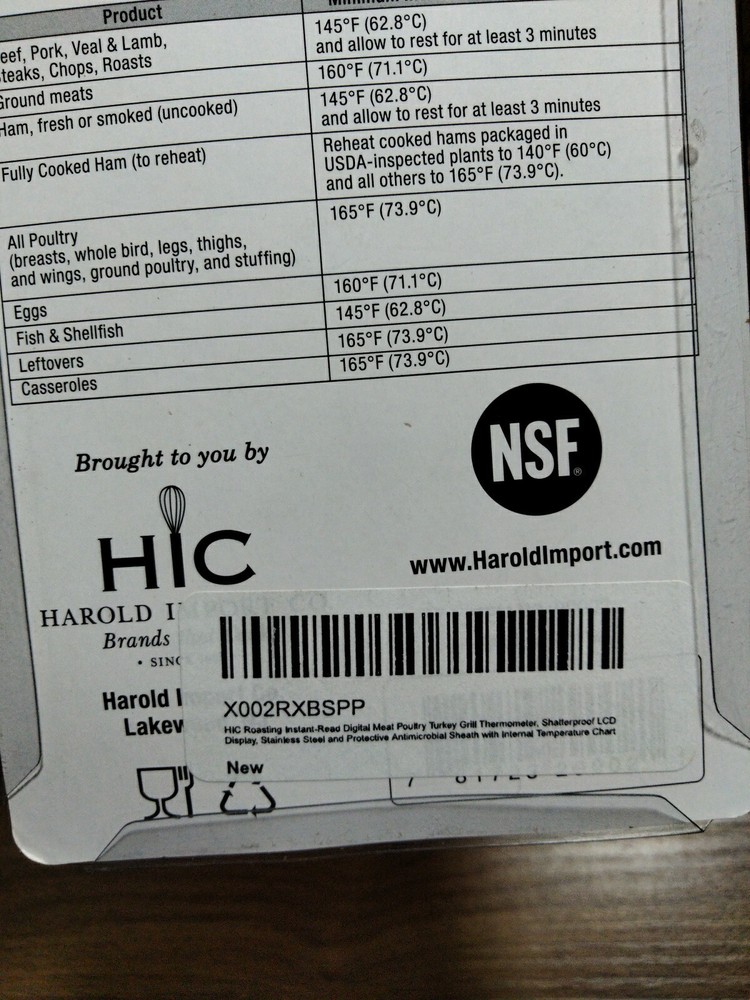 Product
eef, Pork, Veal & Lamb,
teaks, Chops, Roasts
145°F (62.8°C)
and allow to rest for at least 3 minutes
Ground meats
160°F (71.1°C)
Ham, fresh or smoked (uncooked)
145°F (62.8°C)
and allow to rest for at least 3 minutes
Fully Cooked Ham (to reheat)
Reheat cooked hams packaged in
USDA-inspected plants to 140°F (60°C)
and all others to 165°F (73.9°C).
All Poultry
(breasts, whole bird, legs, thighs,
and wings, ground poultry, and stuffing)
165°F (73.9°C)
Eggs
160°F (71.1°C)
Fish & Shellfish
145°F (62.8°C)
Leftovers
165°F (73.9°C)
Casseroles
165°F (73.9°C)
Brought to you by
HIC
HAROLD IMPORT CO.
Brands
• SINC
NSF®
www.HaroldImport.com
Harold I
Lakew
X002RXBSPP
HIC Roasting Instant-Read Digital Meat Poultry Turkey Grill Thermometer, Shatterproof LCD
Display, Stainless Steel and Protective Antimicrobial Sheath with Internal Temperature Chart
New